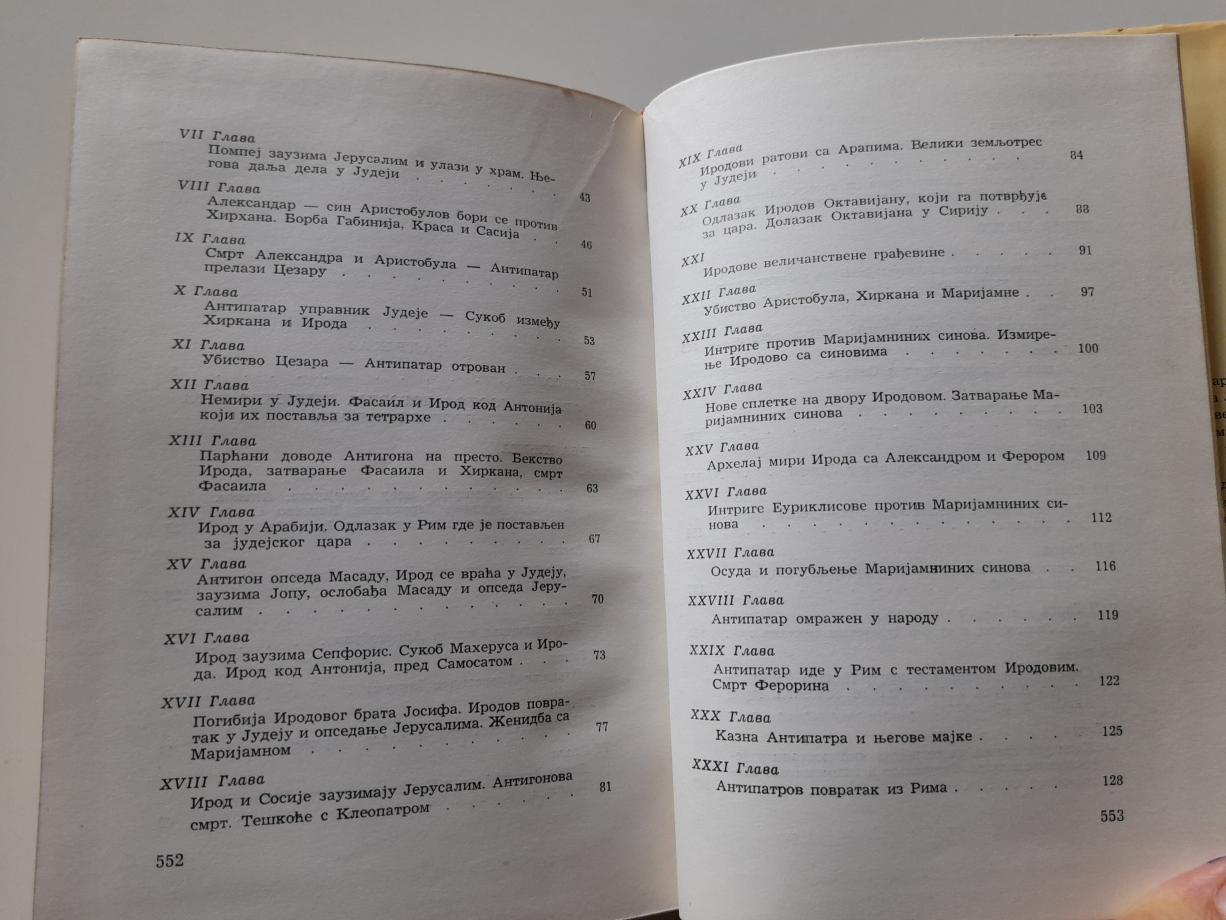 VII Глава
Помпеј заузима Јерусалим и улази у храм. Ње-
гова даља дела у Јудеји . . . . . . . 43
VIII Глава
Александар — син Аристобулов бори се против
Хирхана. Борба Габинија, Краса и Сасија . . 46
IX Глава
Смрт Александра и Аристобула — Антипатар
прелази Цезару . . . . . . . . . . 51
X Глава
Антипатар управник Јудеје — Сукоб између
Хиркана и Ирода . . . . . . . . . 53
XI Глава
Убиство Цезара — Антипатар отрован . . . 57
XII Глава
Немири у Јудеји. Фасаил и Ирод код Антонија
који их поставља за тетрархе . . . . . . 60
XIII Глава
Парћани доводе Антигона на престо. Бекство
Ирода, затварање Фасаила и Хиркана, смрт
Фасаила . . . . . . . . . . . . . 63
XIV Глава
Ирод у Арабији. Одлазак у Рим где је постављен
за јудејског цара . . . . . . . . . 67
XV Глава
Антигон опседа Масаду, Ирод се враћа у Јудеју,
заузима Јопу, ослобађа Масаду и опседа Јеру-
салим . . . . . . . . . . . . . . 70
XVI Глава
Ирод заузима Сепфорис. Сукоб Махеруса и Иро-
да. Ирод код Антонија, пред Самосатом . . . 73
XVII Глава
Погибија Иродовог брата Јосифа. Иродов повра-
так у Јудеју и опседање Јерусалима. Женидба са
Маријамном . . . . . . . . . . . . 77
XVIII Глава
Ирод и Сосије заузимају Јерусалим. Антигонова
смрт. Тешкоће с Клеопатром . . . . . . 81
552
XIX Глава
Иродови ратови са Арапима. Велики земљотрес
у Јудеји . . . . . . . . . . . . . 84
XX Глава
Одлазак Иродов Октавијану, који га потврђује
за цара. Долазак Октавијана у Сирију . . . 88
XXI
Иродове величанствене грађевине . . . . . 91
XXII Глава
Убиство Аристобула, Хиркана и Маријамне . . 97
XXIII Глава
Интриге против Маријамниних синова. Измире-
ње Иродово са синовима . . . . . . . 100
XXIV Глава
Нове сплетке на двору Иродовом. Затварање Ма-
ријамниних синова . . . . . . . . . 103
XXV Глава
Архелај мири Ирода са Александром и Ферором 109
XXVI Глава
Интриге Еуриклисове против Маријамниних си-
нова . . . . . . . . . . . . . . 112
XXVII Глава
Осуда и погубљење Маријамниних синова . . 116
XXVIII Глава
Антипатар омражен у народу . . . . . . 119
XXIX Глава
Антипатар иде у Рим с тестаментом Иродовим.
Смрт Ферорина . . . . . . . . . . 122
XXX Глава
Казна Антипатра и његове мајке . . . . 125
XXXI Глава
Антипатров повратак из Рима . . . . . 128
553